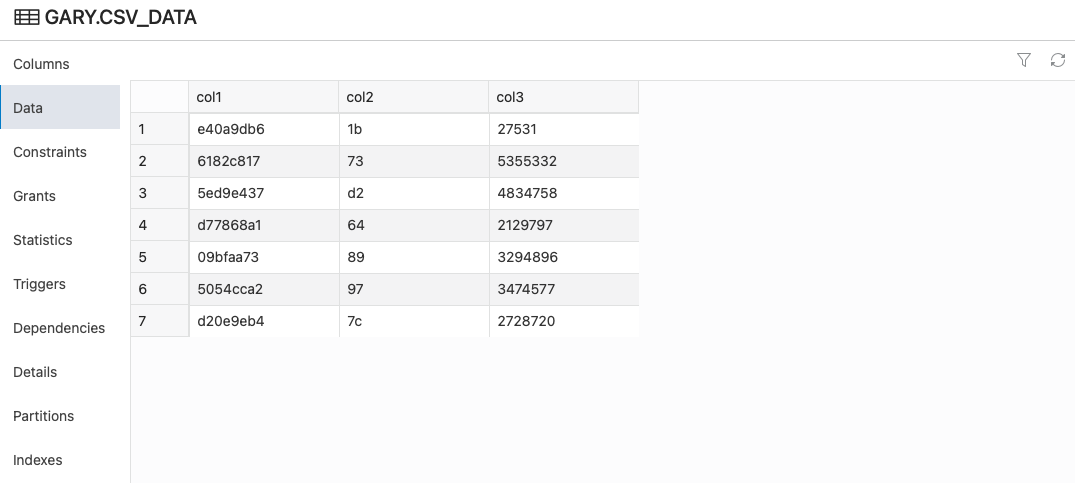 GARY.CSV_DATA
Columns
Data
Constraints
Grants
Statistics
Triggers
Dependencies
Details
Partitions
Indexes
col1 col2 col3
1 e40a9db6 1b 27531
2 6182c817 73 5355332
3 5ed9e437 d2 4834758
4 d77868a1 64 2129797
5 09bfaa73 89 3294896
6 5054cca2 97 3474577
7 d20e9eb4 7c 2728720